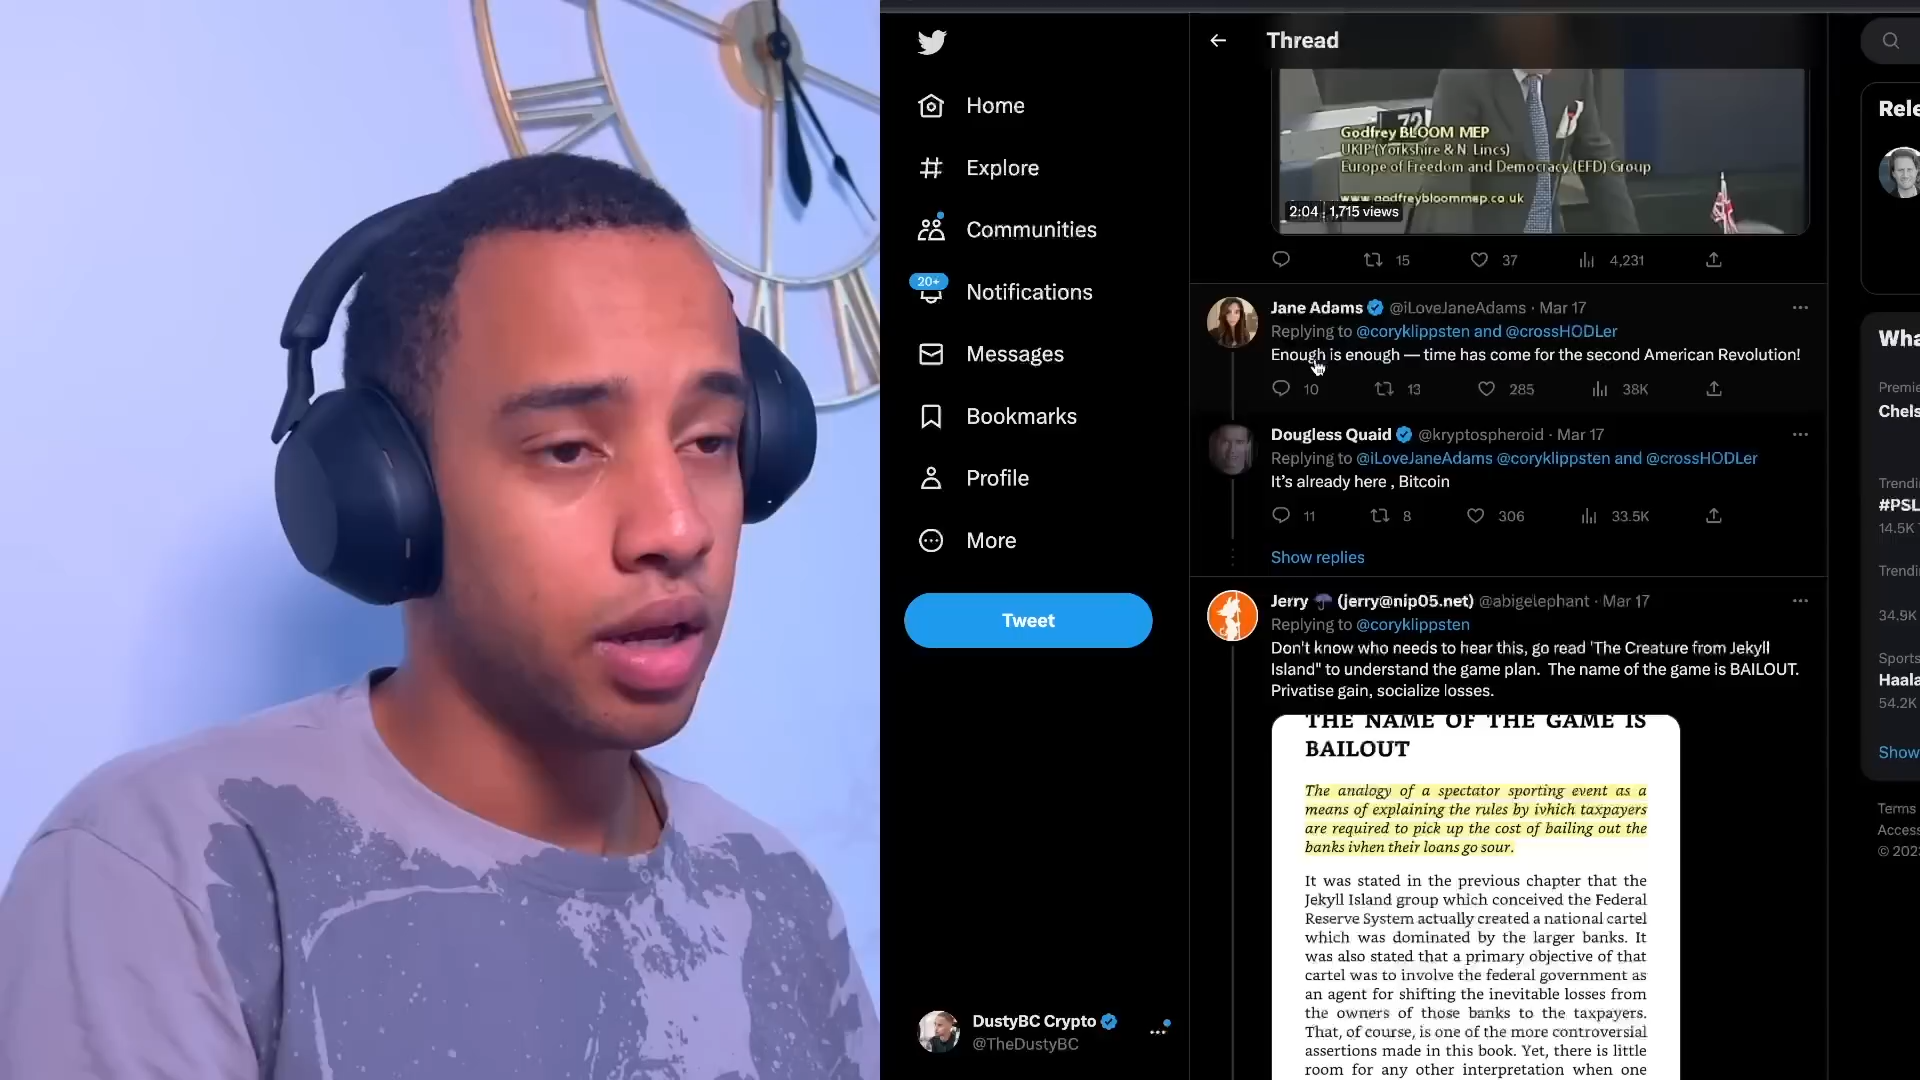 Thread
Home
Explore
Communities
20+
Notifications
Messages
Bookmarks
Profile
More
Tweet
DustyBC Crypto
@TheDustyBC
72
Godfrey BLOOM MEP
UKIP (Yorkshire & N Lincs)
Europe of Freedom and Democracy (EFD) Group
www.godfreybloommep.co.uk
2:04 1,715 views
15 37 4,231
Jane Adams @iLoveJaneAdams · Mar 17
Replying to @coryklippsten and @crossHODLer
Enough is enough — time has come for the second American Revolution!
10 13 285 38K
Dougless Quaid @kryptospheroid · Mar 17
Replying to @iLoveJaneAdams @coryklippsten and @crossHODLer
It’s already here , Bitcoin
11 8 306 33.5K
Show replies
Jerry ☂ (jerry@nip05.net) @abigelephant · Mar 17
Replying to @coryklippsten
Don't know who needs to hear this, go read 'The Creature from Jekyll
Island" to understand the game plan. The name of the game is BAILOUT.
Privatise gain, socialize losses.
THE NAME OF THE GAME IS
BAILOUT
The analogy of a spectator sporting event as a
means of explaining the rules by ivhich taxpayers
are required to pick up the cost of bailing out the
banks ivhen their loans go sour.
It was stated in the previous chapter that the
Jekyll Island group which conceived the Federal
Reserve System actually created a national cartel
which was dominated by the larger banks. It
was also stated that a primary objective of that
cartel was to involve the federal government as
an agent for shifting the inevitable losses from
the owners of those banks to the taxpayers.
That, of course, is one of the more controversial
assertions made in this book. Yet, there is little
room for any other interpretation when one
Rele
Wha
Premie
Chels
Trendi
#PSL
14.5K
Trendi
34.9K
Sports
Haala
54.2K
Show
Terms
Acces
© 202